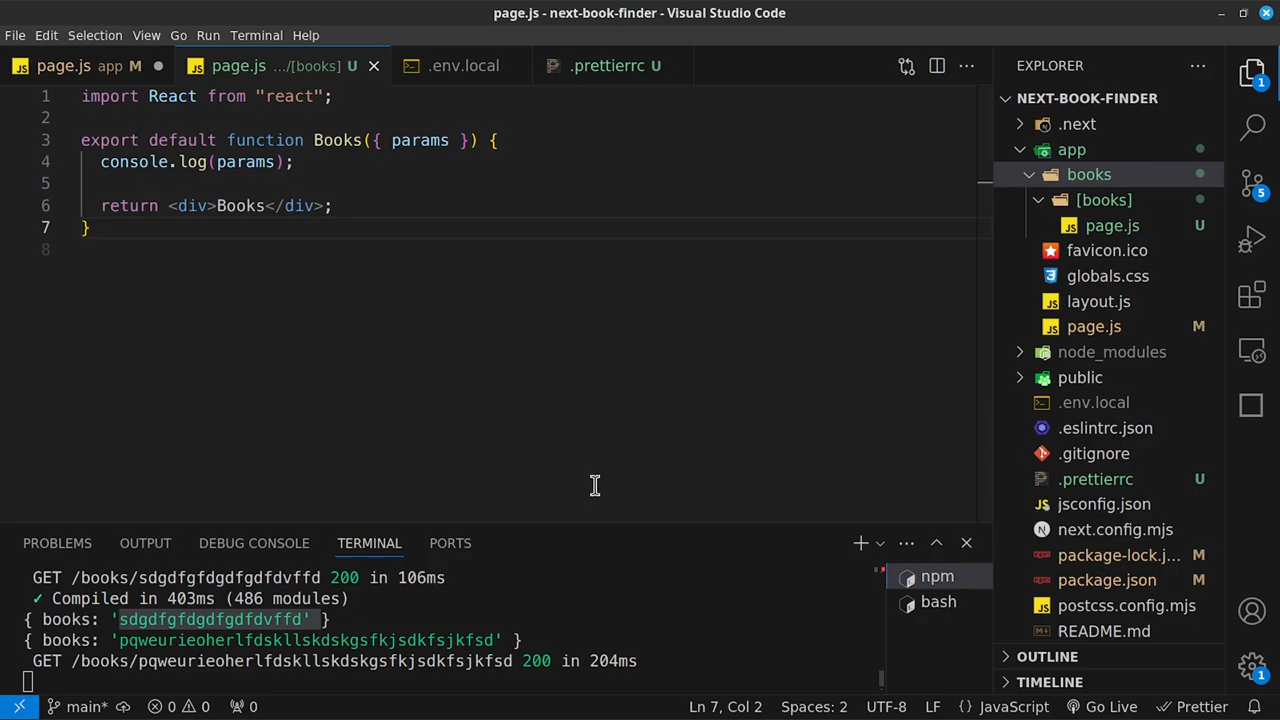 page.js - next-book-finder - Visual Studio Code
File Edit Selection View Go Run Terminal Help
page.js app M page.js .../[books] U .env.local .prettierrc U
1 import React from "react";
2
3 export default function Books({ params }) {
4 console.log(params);
5
6 return <div>Books</div>;
7 }
8
PROBLEMS OUTPUT DEBUG CONSOLE TERMINAL PORTS
GET /books/sdgdfgfdgdfgdfdvffd 200 in 106ms
✓ Compiled in 403ms (486 modules)
{ books: 'sdgdfgfdgdfgdfdvffd' }
{ books: 'pqweurieoherlfdskllskdskgsfkjsdkfsjkfsd' }
GET /books/pqweurieoherlfdskllskdskgsfkjsdkfsjkfsd 200 in 204ms
npm
bash
EXPLORER
NEXT-BOOK-FINDER
.next
app
books
[books]
page.js U
favicon.ico
globals.css
layout.js
page.js M
node_modules
public
.env.local
.eslintrc.json
.gitignore
.prettierrc U
jsconfig.json
next.config.mjs
package-lock.j... M
package.json M
postcss.config.mjs
README.md
OUTLINE
TIMELINE
1
5
1
main* 0 0 0 Ln 7, Col 2 Spaces: 2 UTF-8 LF {} JavaScript Go Live Prettier